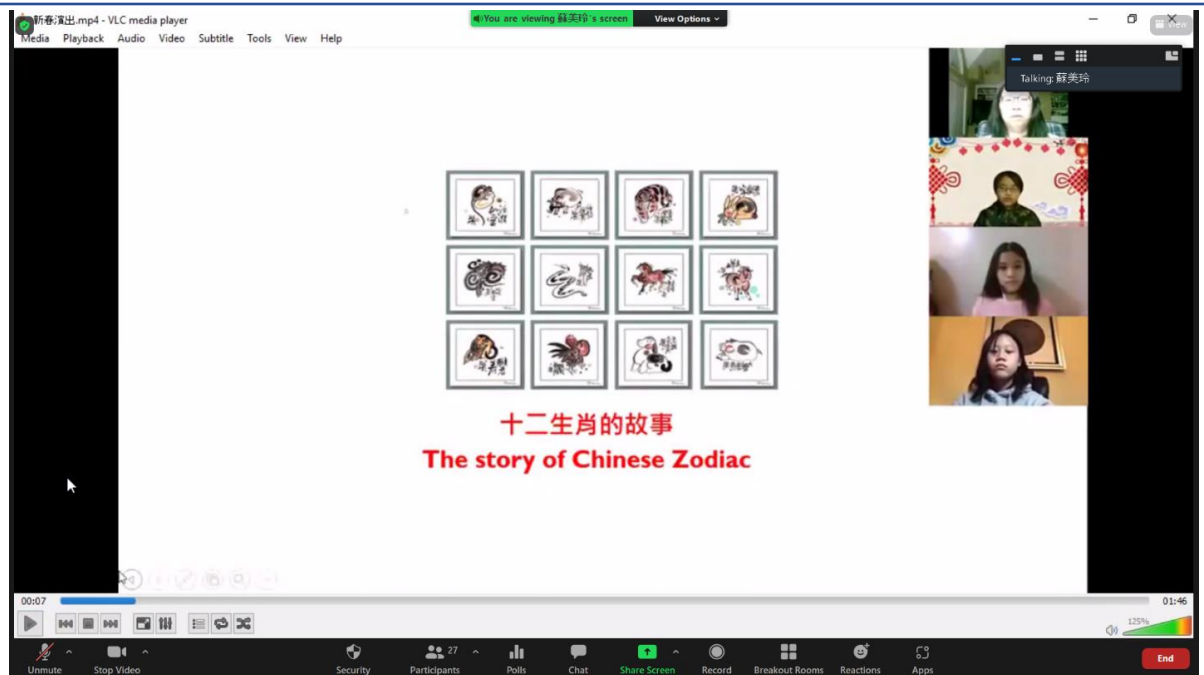 新春演出.mp4 - VLC media player
You are viewing 蘇美玲's screen View Options
View
Media Playback Audio Video Subtitle Tools View Help
Talking: 蘇美玲
十二生肖的故事
The story of Chinese Zodiac
00:07 01:46
125%
27
Unmute Stop Video Security Participants Polls Chat Share Screen Record Breakout Rooms Reactions Apps End